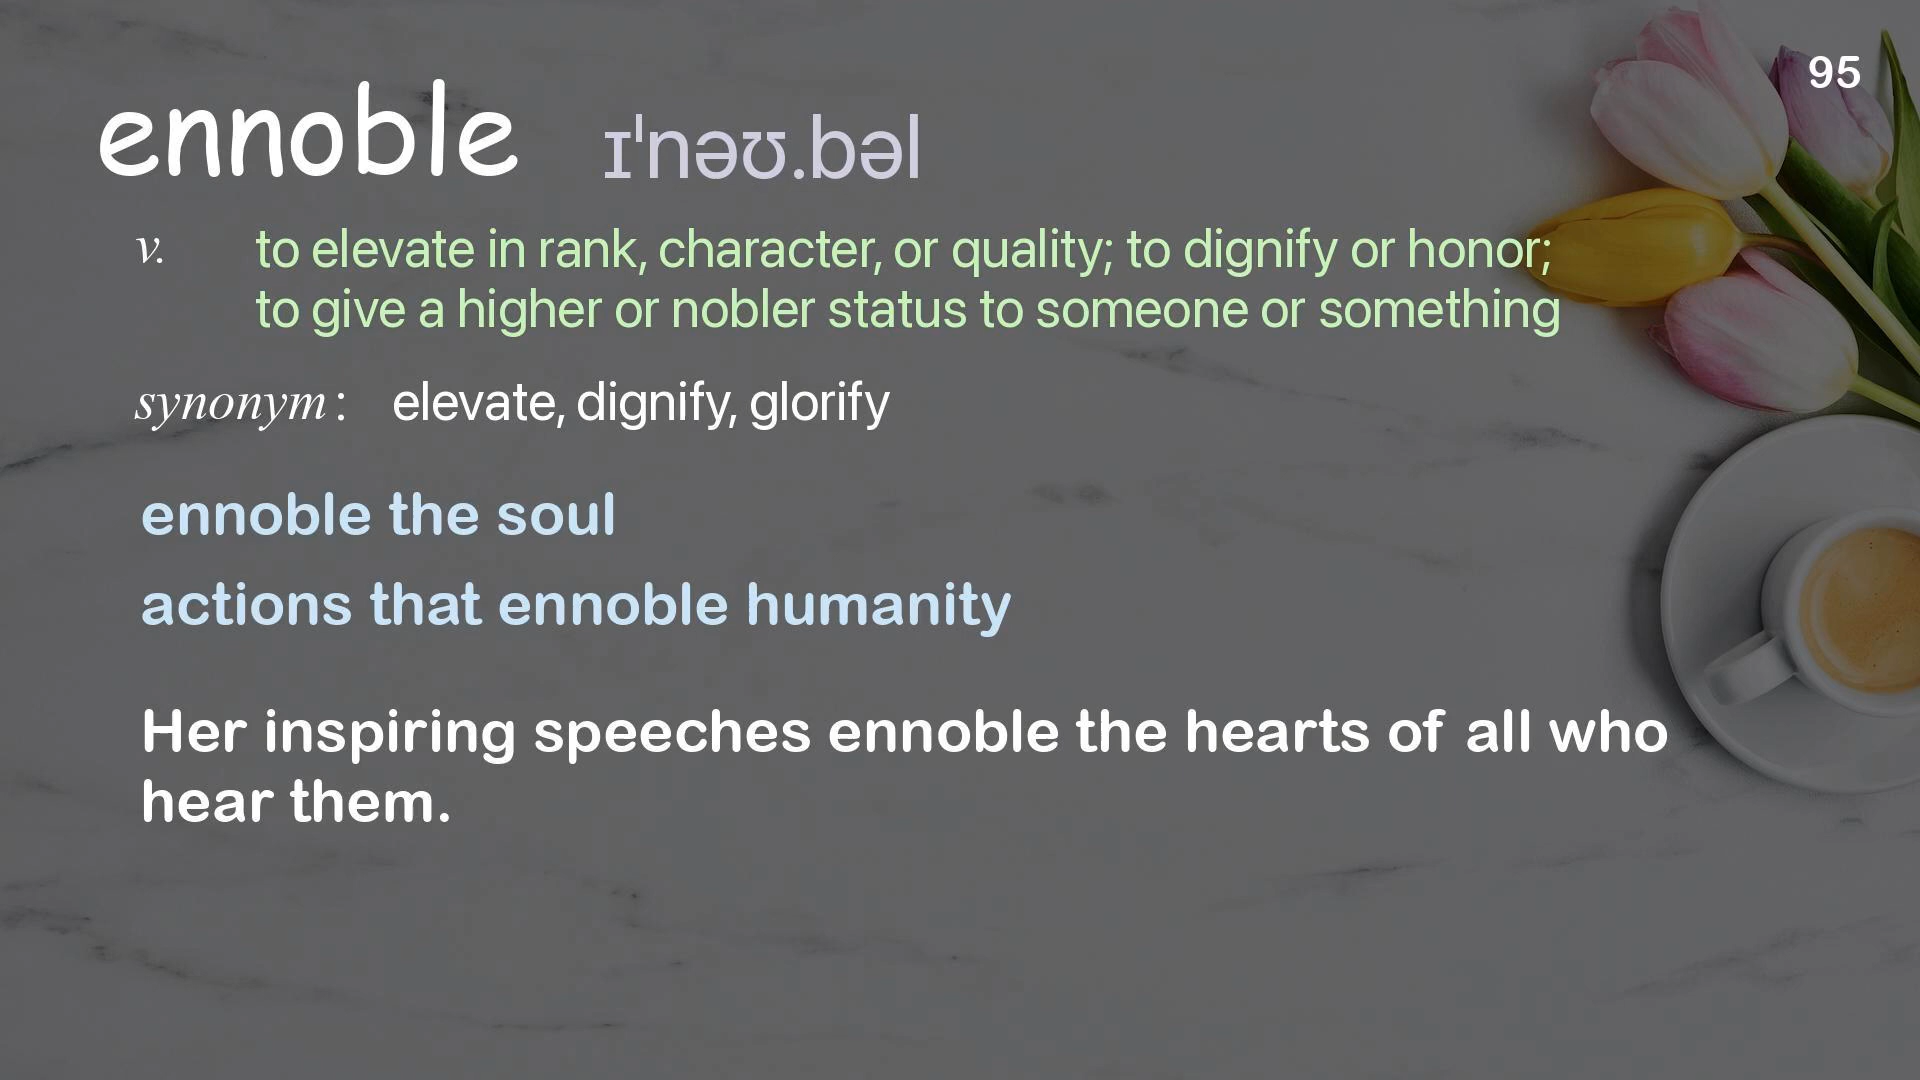 95
ennoble ɪˈnəʊ.bəl
v. to elevate in rank, character, or quality; to dignify or honor;
to give a higher or nobler status to someone or something
synonym : elevate, dignify, glorify
ennoble the soul
actions that ennoble humanity
Her inspiring speeches ennoble the hearts of all who
hear them.